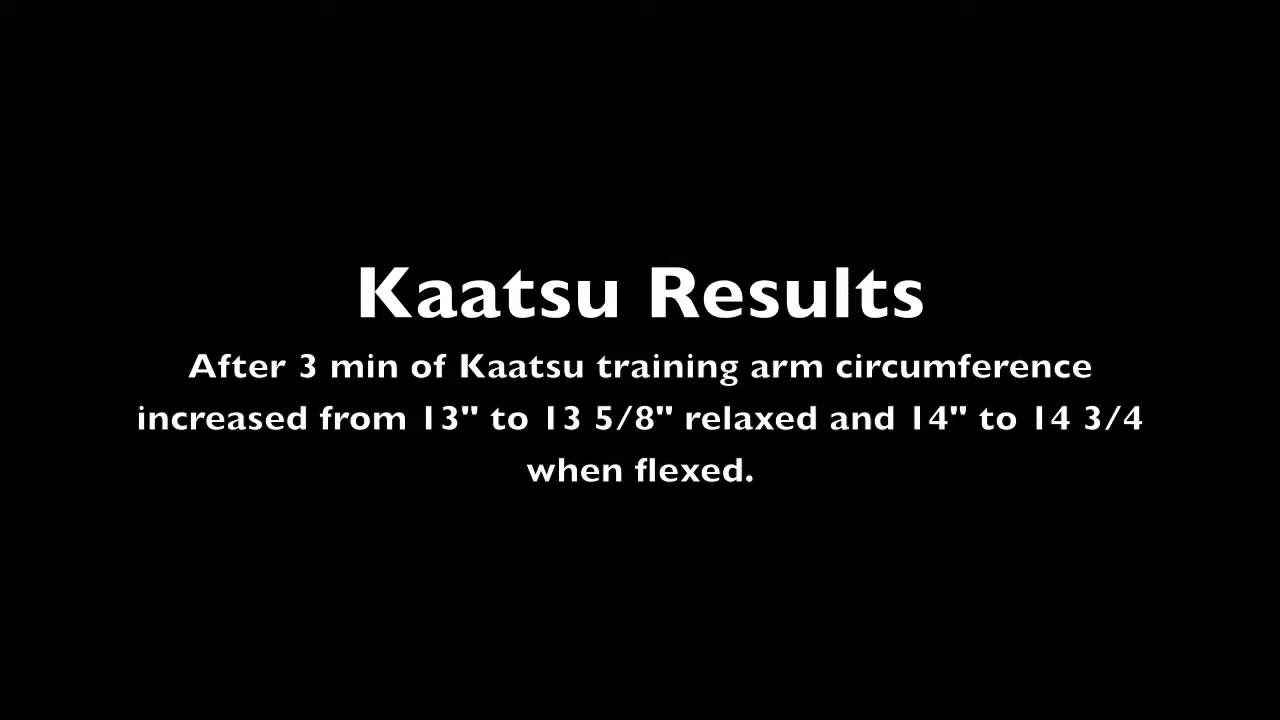 Kaatsu Results
After 3 min of Kaatsu training arm circumference
increased from 13" to 13 5/8" relaxed and 14" to 14 3/4
when flexed.